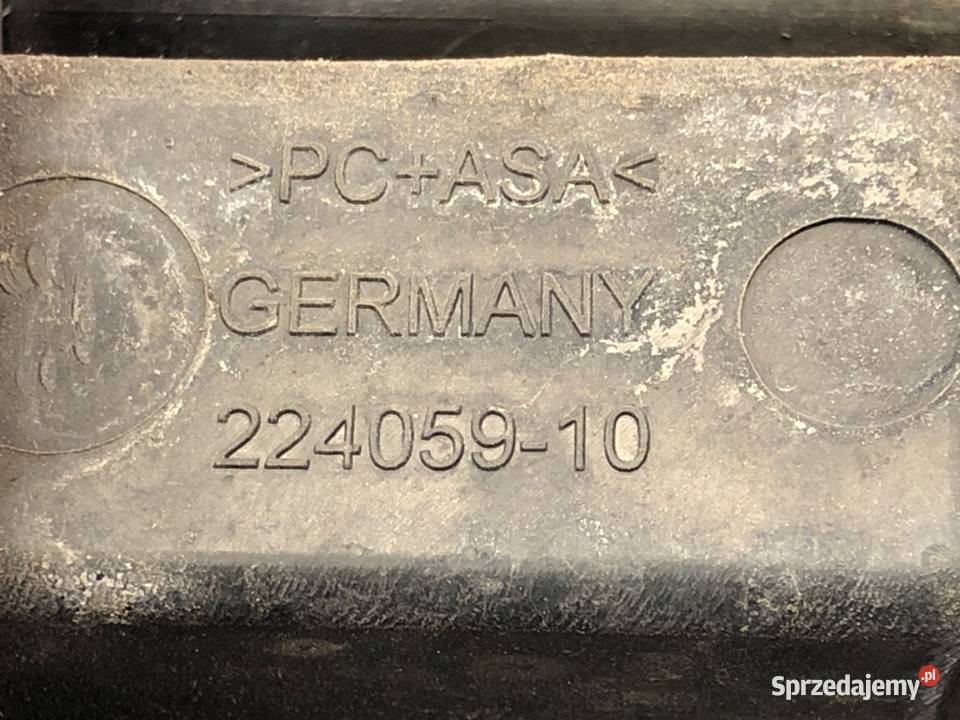 >PC+ASA<
GERMANY
224059-10
Sprzedajemy.pl